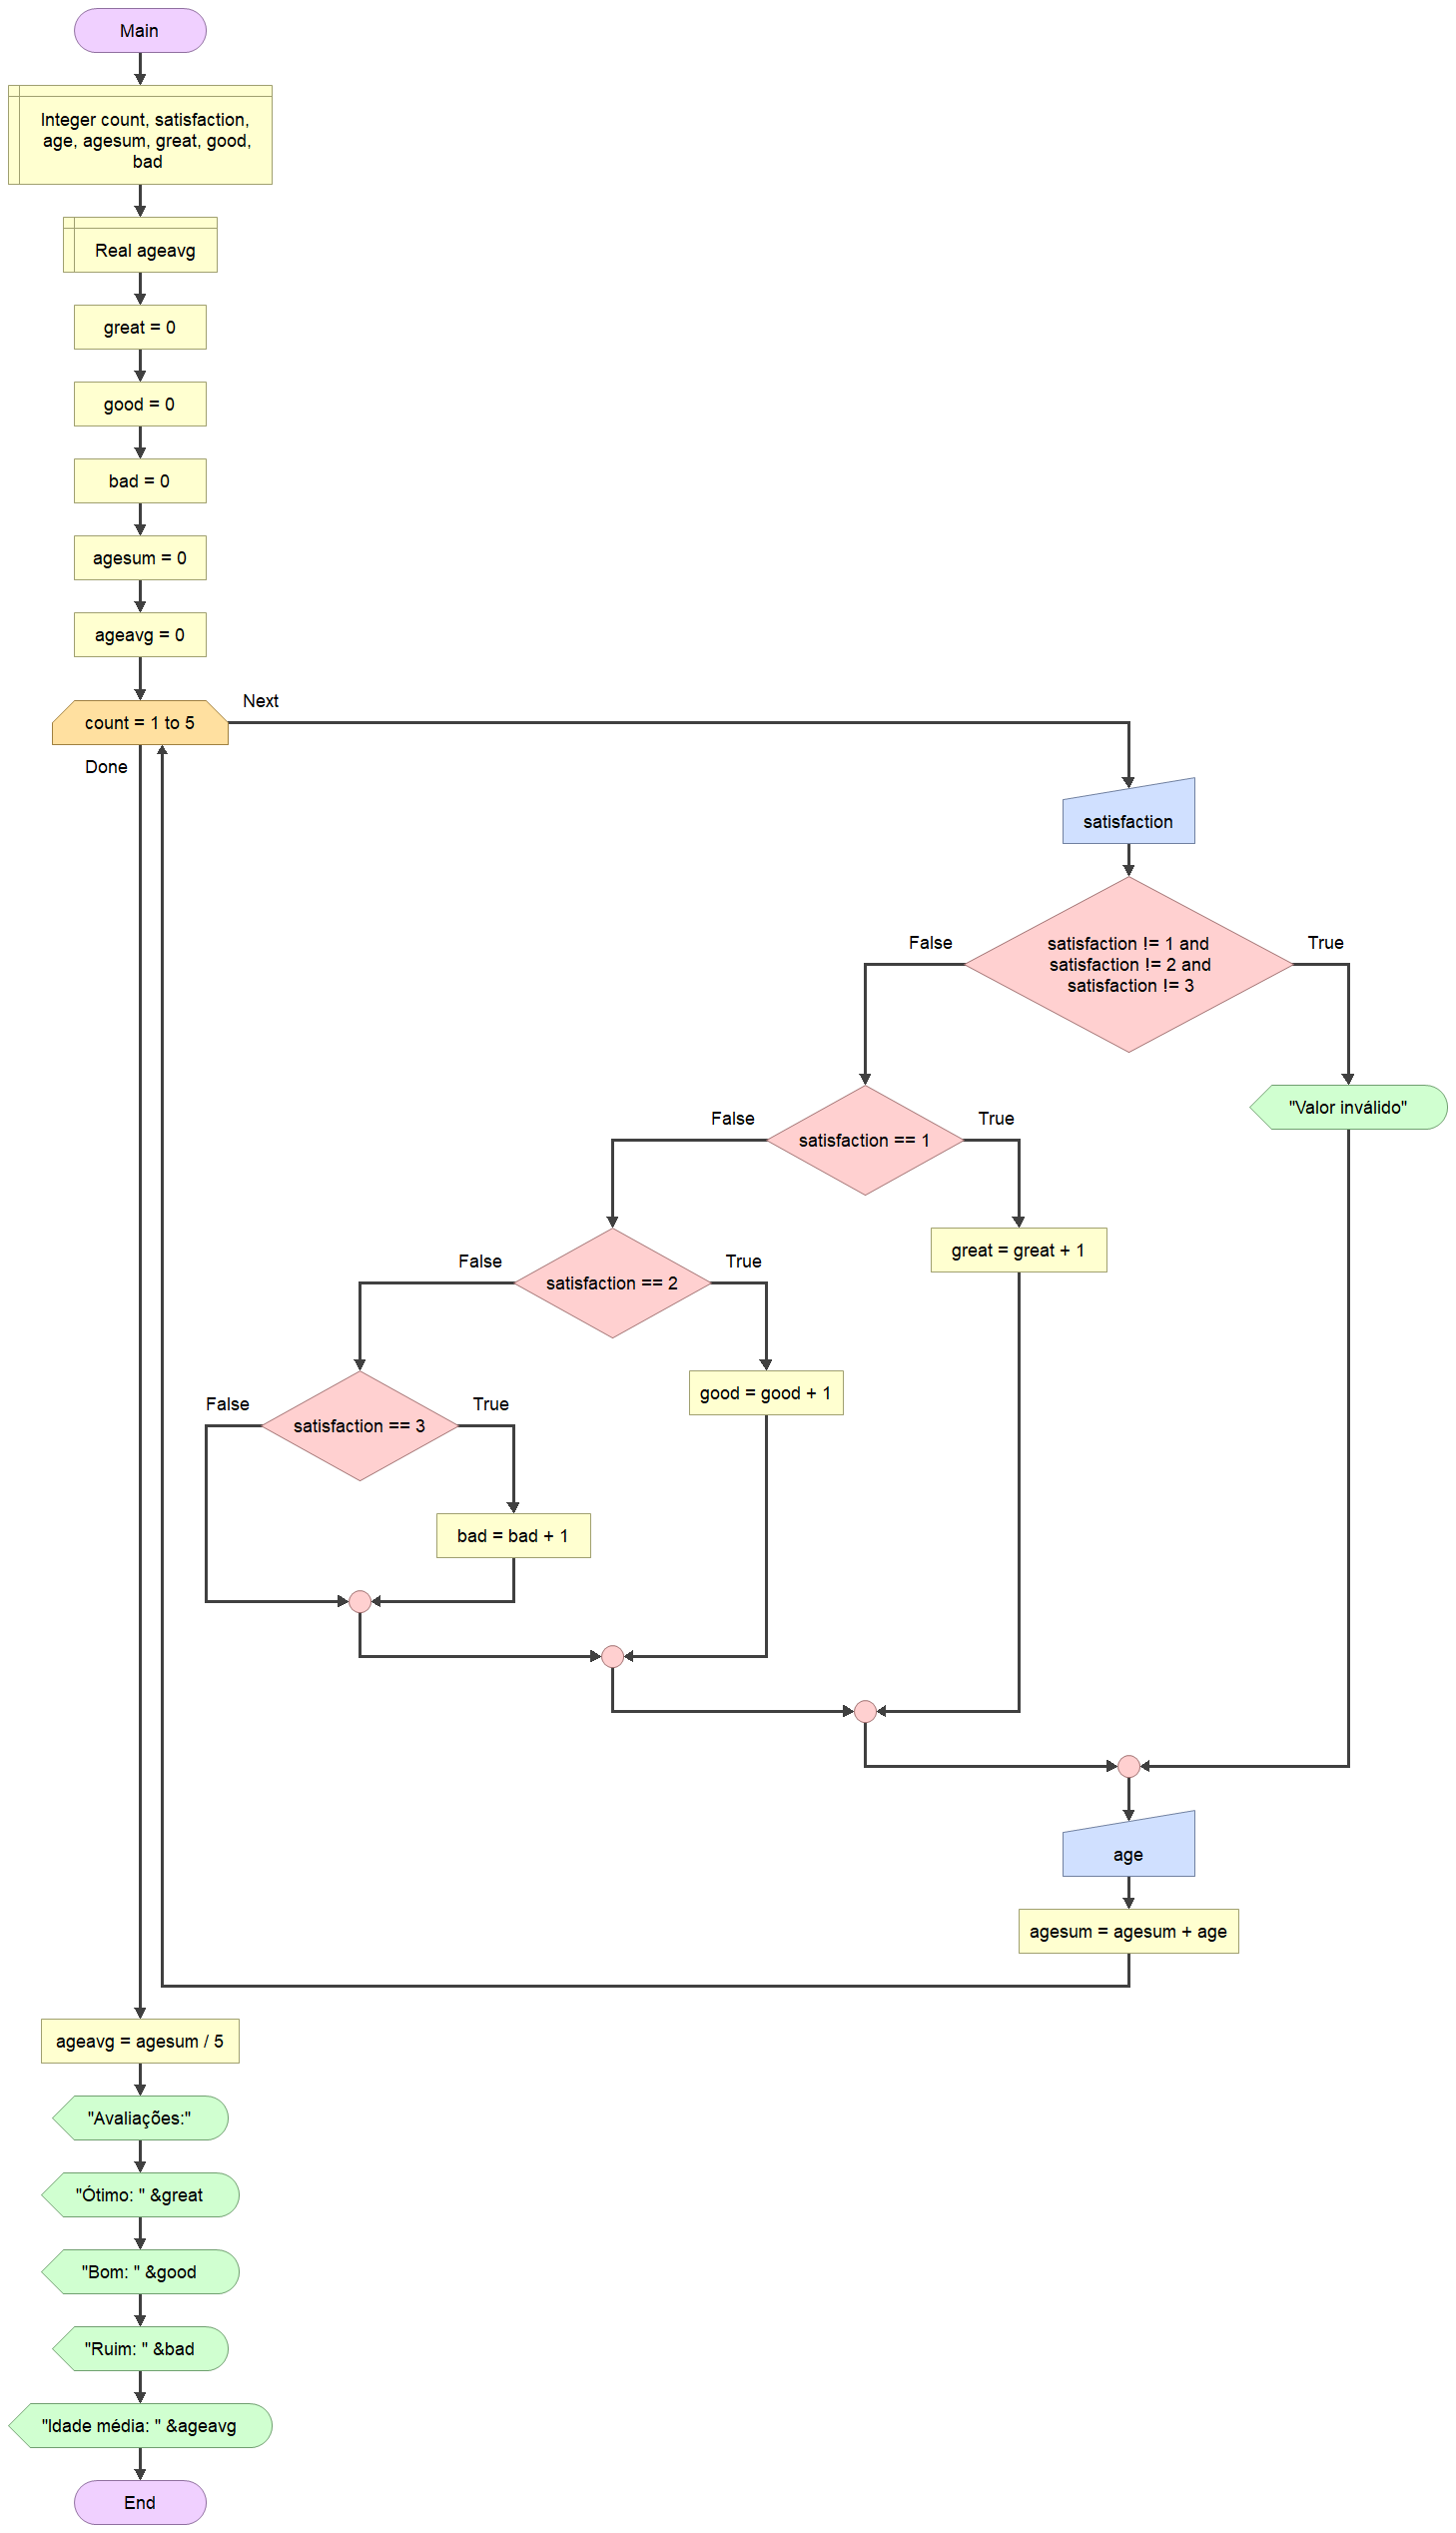 Main
Integer count, satisfaction,
age, agesum, great, good,
bad
Real ageavg
great = 0
good = 0
bad = 0
agesum = 0
ageavg = 0
count = 1 to 5
Next
Done
satisfaction
False
satisfaction != 1 and
satisfaction != 2 and
satisfaction != 3
True
"Valor inválido"
False
satisfaction == 1
True
great = great + 1
False
satisfaction == 2
True
good = good + 1
False
satisfaction == 3
True
bad = bad + 1
age
agesum = agesum + age
ageavg = agesum / 5
"Avaliações:"
"Ótimo: " &great
"Bom: " &good
"Ruim: " &bad
"Idade média: " &ageavg
End